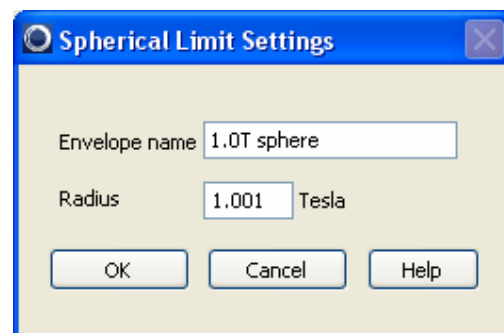 Spherical Limit Settings
Envelope name 1.0T sphere
Radius 1.001 Tesla
OK Cancel Help